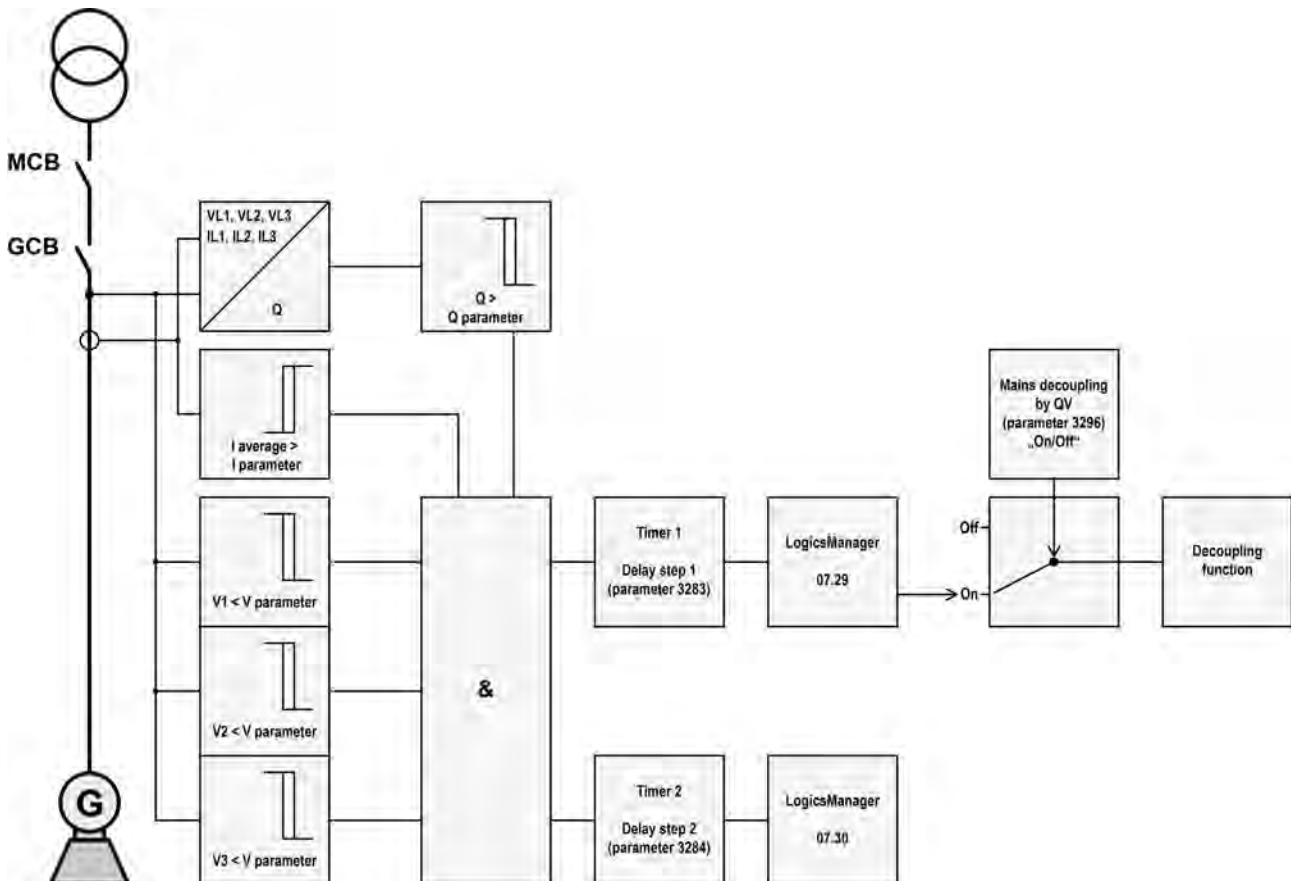 MCB
GCB
VL1, VL2, VL3
IL1, IL2, IL3
Q
Q >
Q parameter
I average >
I parameter
V1 < V parameter
V2 < V parameter
V3 < V parameter
&
Timer 1
Delay step 1
(parameter 3283)
LogicsManager
07.29
Timer 2
Delay step 2
(parameter 3284)
LogicsManager
07.30
Mains decoupling
by QV
(parameter 3296)
„On/Off“
Off
On
Decoupling
function
G